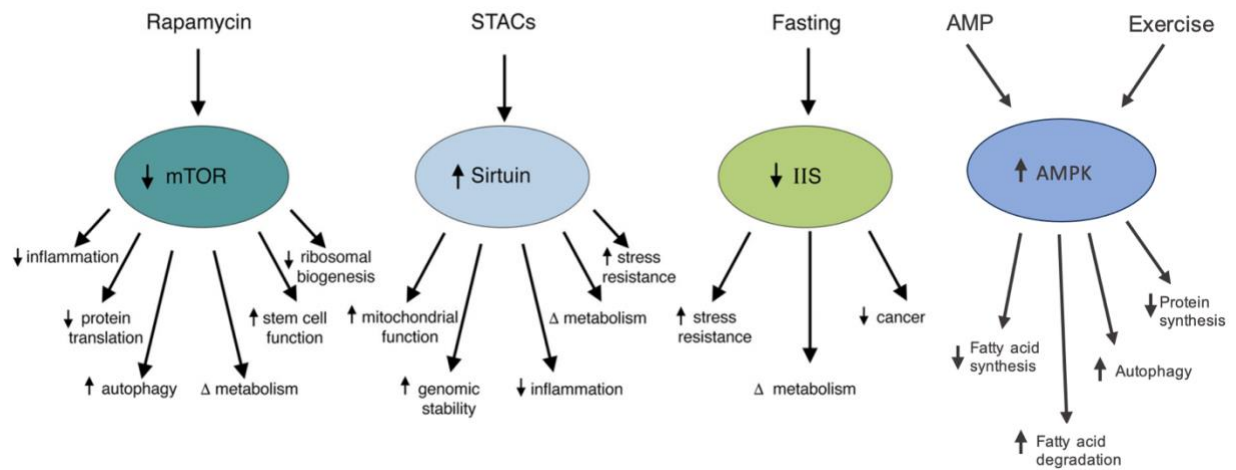 Rapamycin
↓ mTOR
↓ inflammation
↓ protein
translation
↑ autophagy
Δ metabolism
↑ stem cell
function
↓ ribosomal
biogenesis
STACs
↑ Sirtuin
↑ mitochondrial
function
↑ genomic
stability
↓ inflammation
Δ metabolism
↑ stress
resistance
Fasting
↓ IIS
↑ stress
resistance
Δ metabolism
↓ cancer
AMP
Exercise
↑ AMPK
↓ Fatty acid
synthesis
↑ Fatty acid
degradation
↑ Autophagy
↓ Protein
synthesis